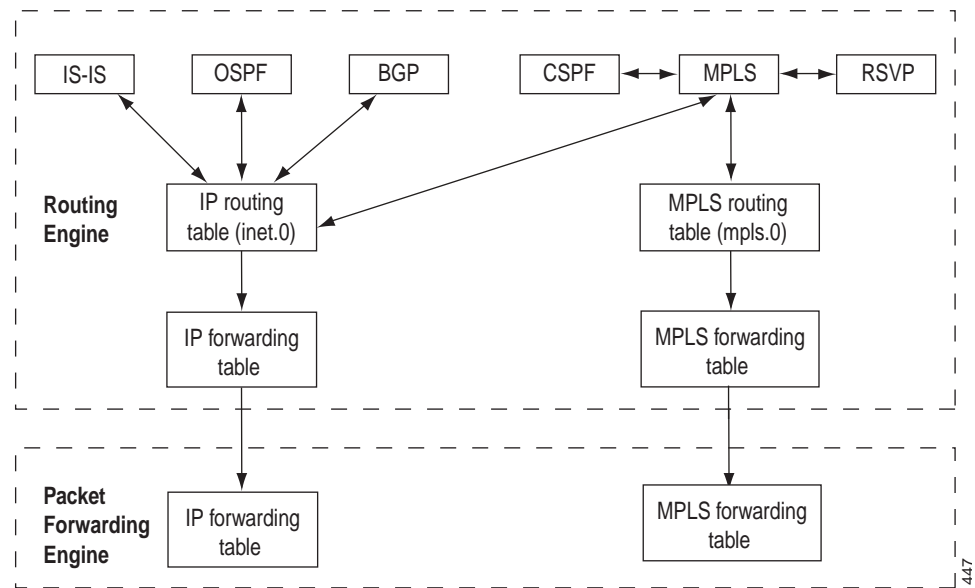 IS-IS
OSPF
BGP
CSPF
MPLS
RSVP
Routing
Engine
IP routing
table (inet.0)
MPLS routing
table (mpls.0)
IP forwarding
table
MPLS forwarding
table
Packet
Forwarding
Engine
IP forwarding
table
MPLS forwarding
table
447